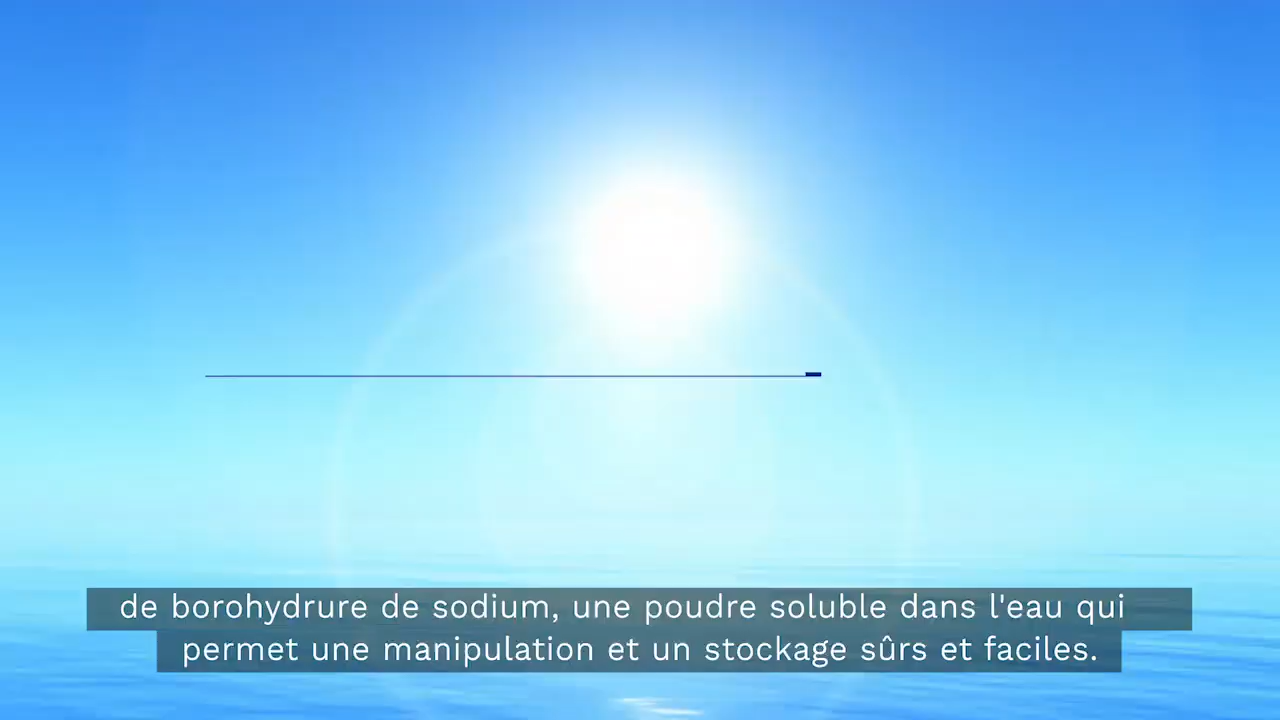 de borohydrure de sodium, une poudre soluble dans l'eau qui
permet une manipulation et un stockage sûrs et faciles.